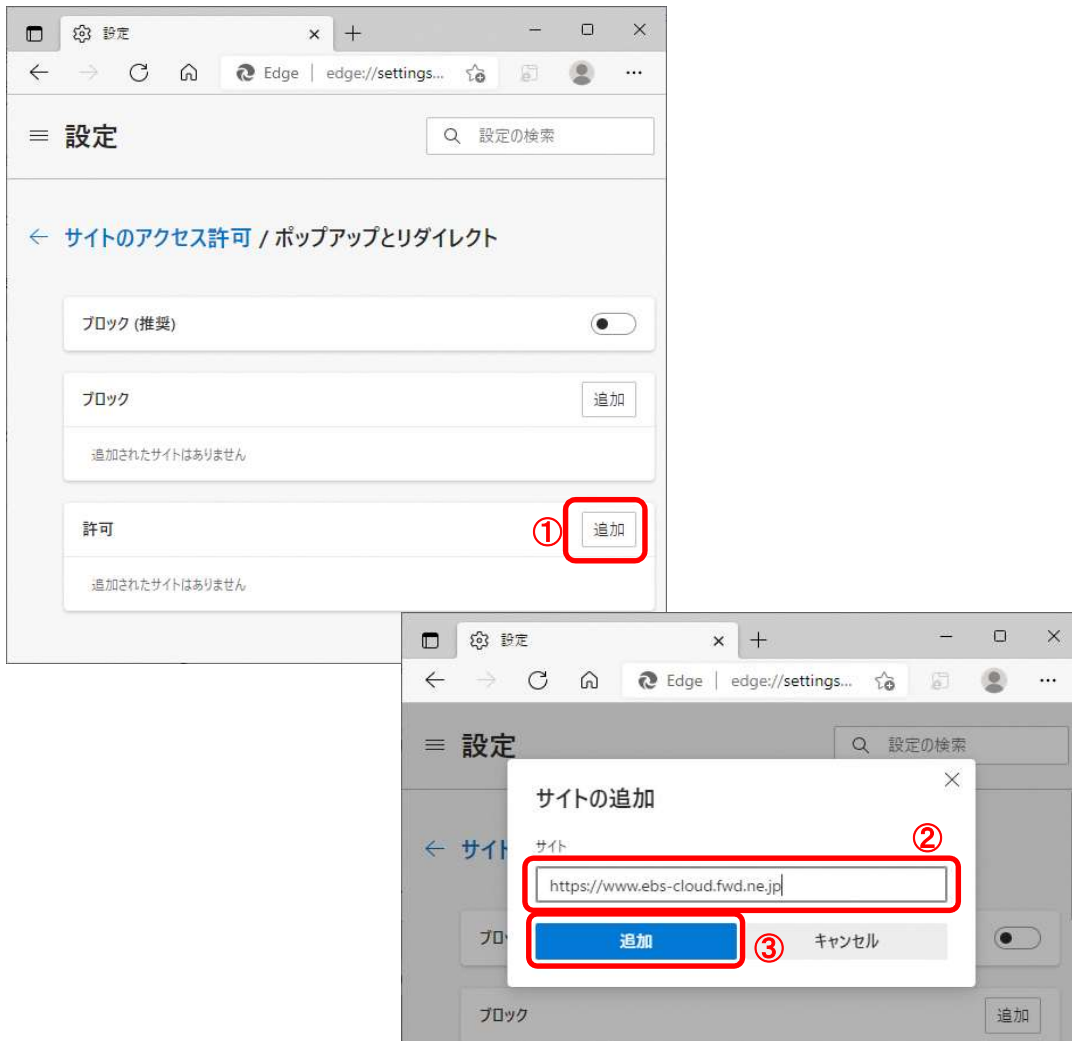 設定
Edge | edge://settings...
設定
設定の検索
サイトのアクセス許可 / ポップアップとリダイレクト
ブロック (推奨)
ブロック
追加
追加されたサイトはありません
許可
①
追加
追加されたサイトはありません
設定
Edge | edge://settings...
設定
設定の検索
サイトの追加
サイ
サイト
②
https://www.ebs-cloud.fwd.ne.jp
ブロ
追加
③
キャンセル
ブロック
追加